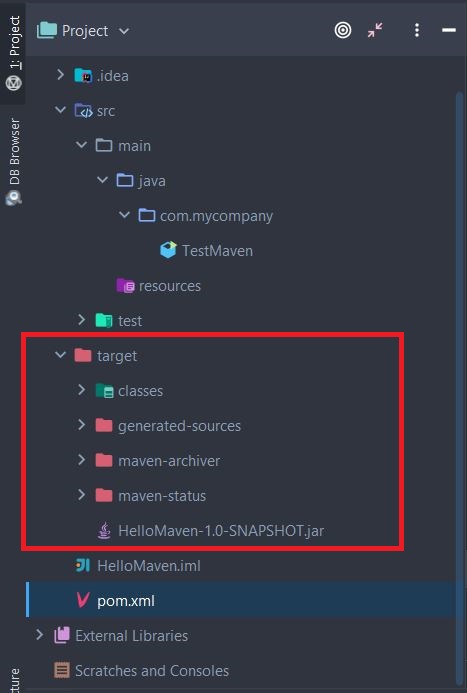 Project
1: Project
DB Browser
.idea
src
main
java
com.mycompany
TestMaven
resources
test
target
classes
generated-sources
maven-archiver
maven-status
HelloMaven-1.0-SNAPSHOT.jar
HelloMaven.iml
pom.xml
External Libraries
Scratches and Consoles